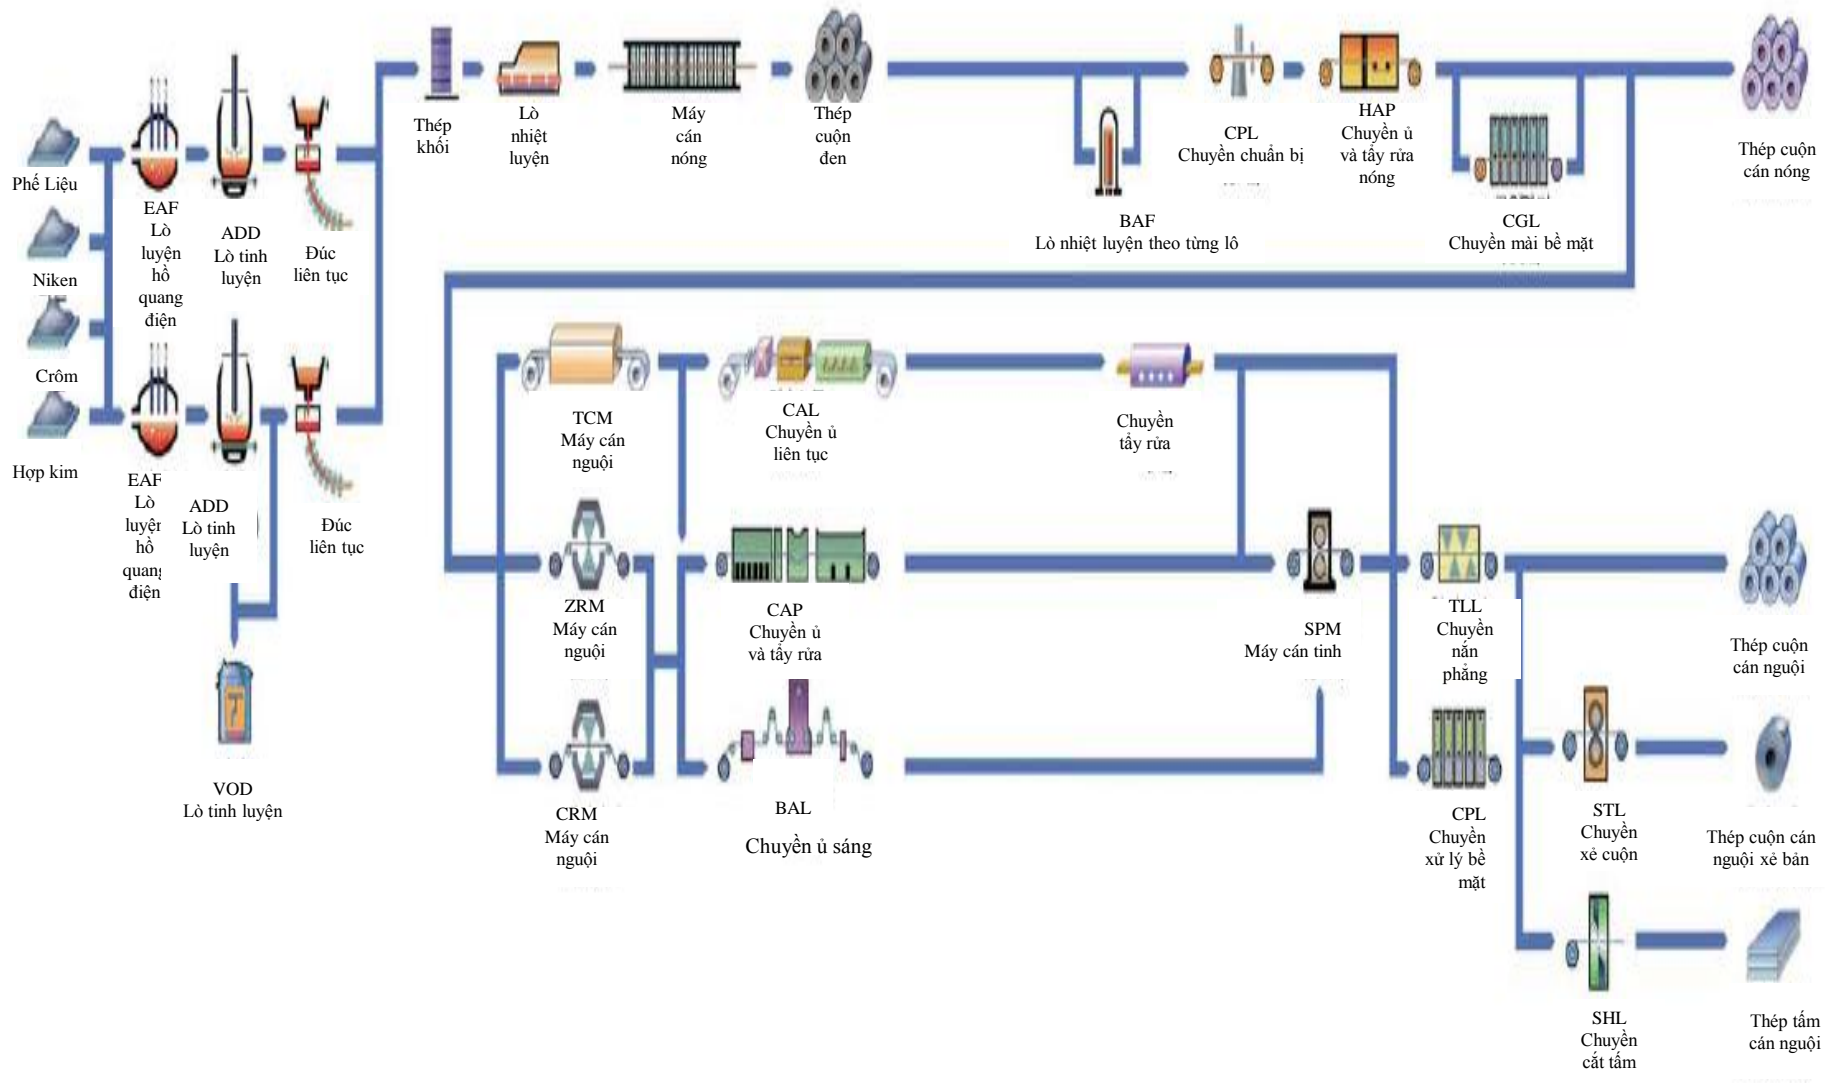 Phế Liệu
Niken
Crôm
Hợp kim
EAF
Lò
luyện
hồ
quang
điện
ADD
Lò tinh
luyện
Đúc
liên tục
EAF
Lò
luyện
hồ
quang
điện
ADD
Lò tinh
luyện
Đúc
liên tục
VOD
Lò tinh luyện
Thép
khối
Lò
nhiệt
luyện
Máy
cán
nóng
Thép
cuộn
đen
BAF
Lò nhiệt luyện theo từng lô
CPL
Chuyền chuẩn bị
HAP
Chuyền ủ
và tẩy rửa
nóng
CGL
Chuyền mài bề mặt
Thép cuộn
cán nóng
TCM
Máy cán
nguội
CAL
Chuyền ủ
liên tục
Chuyền
tẩy rửa
ZRM
Máy cán
nguội
CAP
Chuyền ủ
và tẩy rửa
SPM
Máy cán tinh
TLL
Chuyền
nắn
phẳng
Thép cuộn
cán nguội
CRM
Máy cán
nguội
BAL
Chuyền ủ sáng
CPL
Chuyền
xử lý bề
mặt
STL
Chuyền
xẻ cuộn
Thép cuộn cán
nguội xẻ bản
SHL
Chuyền
cắt tấm
Thép tấm
cán nguội